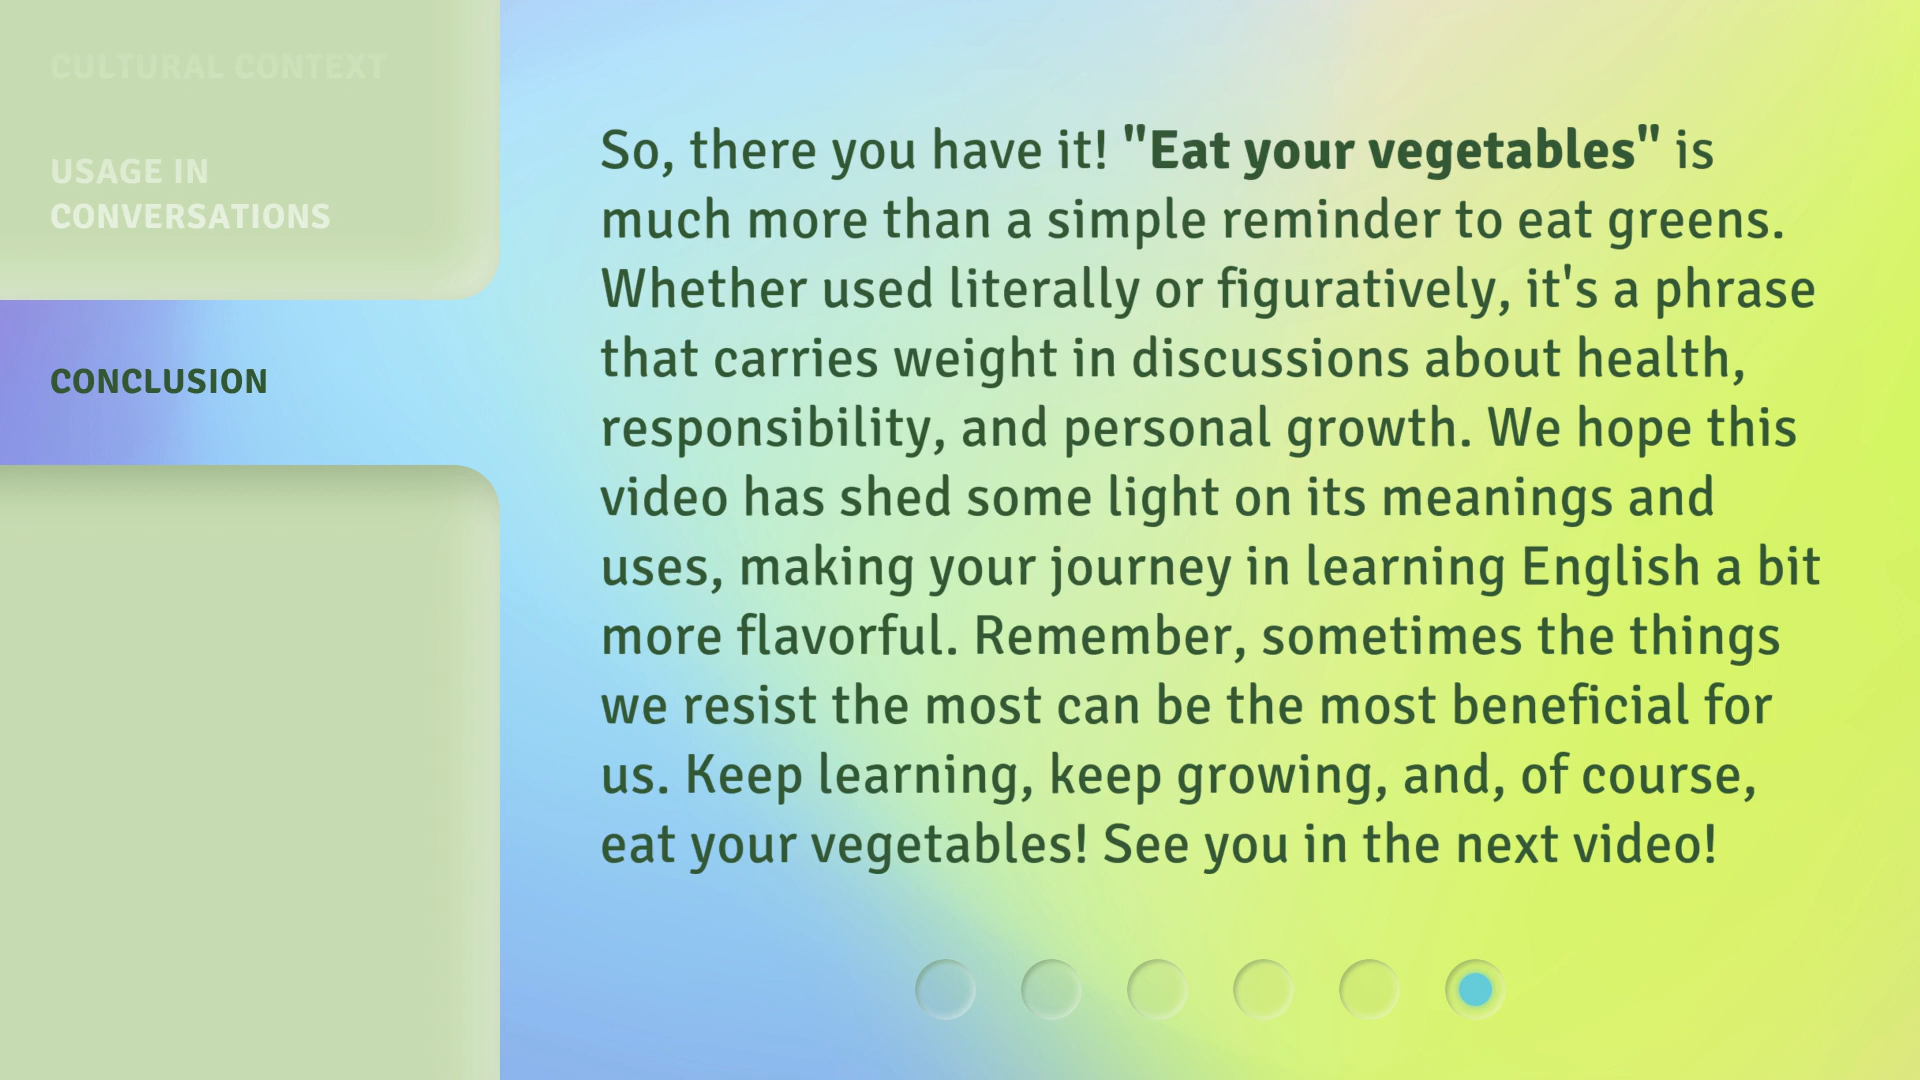 CULTURAL CONTEXT
USAGE IN
CONVERSATIONS
CONCLUSION
So, there you have it! "Eat your vegetables" is
much more than a simple reminder to eat greens.
Whether used literally or figuratively, it's a phrase
that carries weight in discussions about health,
responsibility, and personal growth. We hope this
video has shed some light on its meanings and
uses, making your journey in learning English a bit
more flavorful. Remember, sometimes the things
we resist the most can be the most beneficial for
us. Keep learning, keep growing, and, of course,
eat your vegetables! See you in the next video!